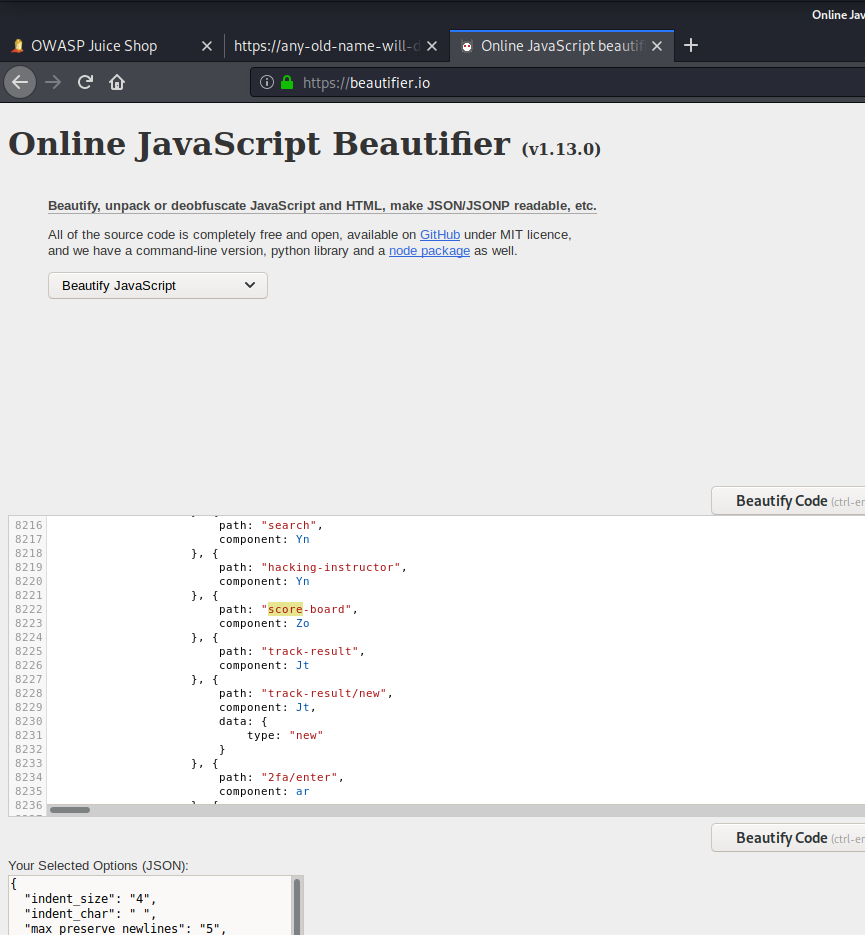 Online Jav
OWASP Juice Shop
https://any-old-name-will-d
Online JavaScript beautif
https://beautifier.io
Online JavaScript Beautifier (v1.13.0)
Beautify, unpack or deobfuscate JavaScript and HTML, make JSON/JSONP readable, etc.
All of the source code is completely free and open, available on GitHub under MIT licence,
and we have a command-line version, python library and a node package as well.
Beautify JavaScript
Beautify Code (ctrl-en
8216 path: "search",
8217 component: Yn
8218 }, {
8219 path: "hacking-instructor",
8220 component: Yn
8221 }, {
8222 path: "score-board",
8223 component: Zo
8224 }, {
8225 path: "track-result",
8226 component: Jt
8227 }, {
8228 path: "track-result/new",
8229 component: Jt,
8230 data: {
8231 type: "new"
8232 }
8233 }, {
8234 path: "2fa/enter",
8235 component: ar
8236 }, {
Beautify Code (ctrl-en
Your Selected Options (JSON):
{
"indent_size": "4",
"indent_char": " ",
"max_preserve_newlines": "5",